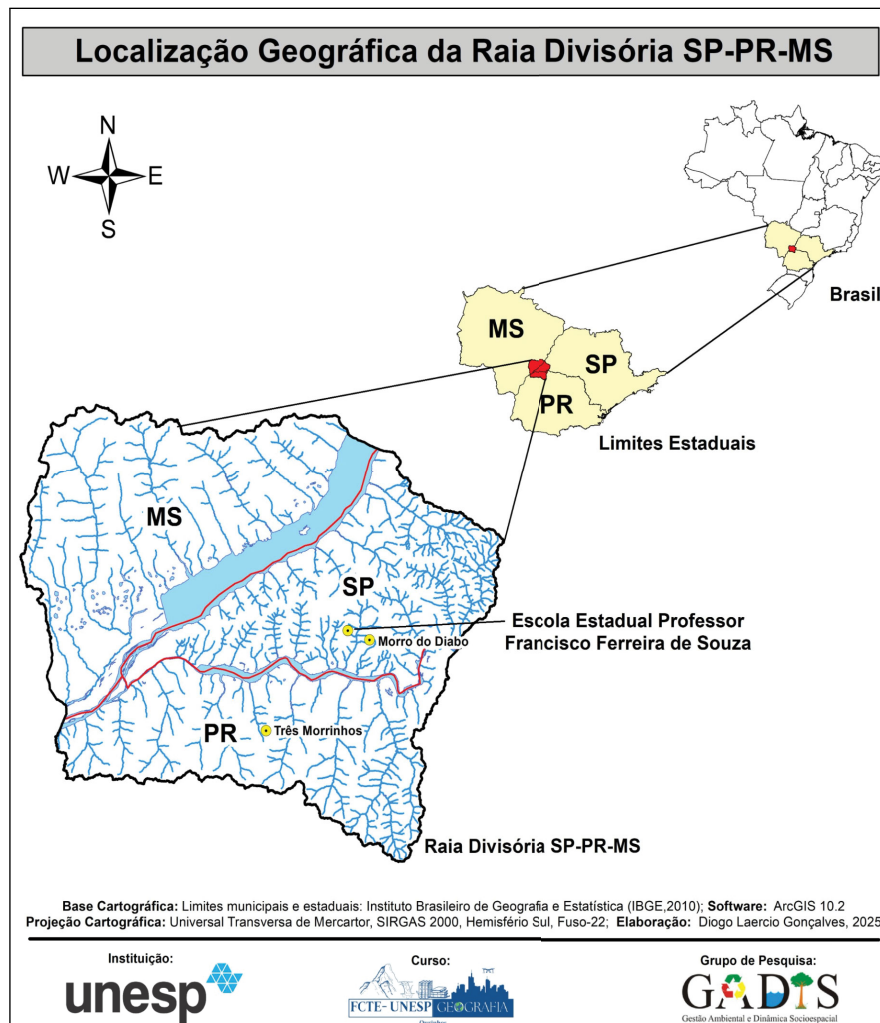 Localização Geográfica da Raia Divisória SP-PR-MS
N
W E
S
Brasil
MS
SP
PR
Limites Estaduais
MS
SP
Escola Estadual Professor
Francisco Ferreira de Souza
Morro do Diabo
PR
Três Morrinhos
Raia Divisória SP-PR-MS
Base Cartográfica: Limites municipais e estaduais: Instituto Brasileiro de Geografia e Estatística (IBGE,2010); Software: ArcGIS 10.2
Projeção Cartográfica: Universal Transversa de Mercartor, SIRGAS 2000, Hemisfério Sul, Fuso-22; Elaboração: Diogo Laercio Gonçalves, 2025
Instituição: Curso: Grupo de Pesquisa:
unesp
FCTE-UNESP GEOGRAFIA
GADIS
Gestão Ambiental e Dinâmica Socioespacial